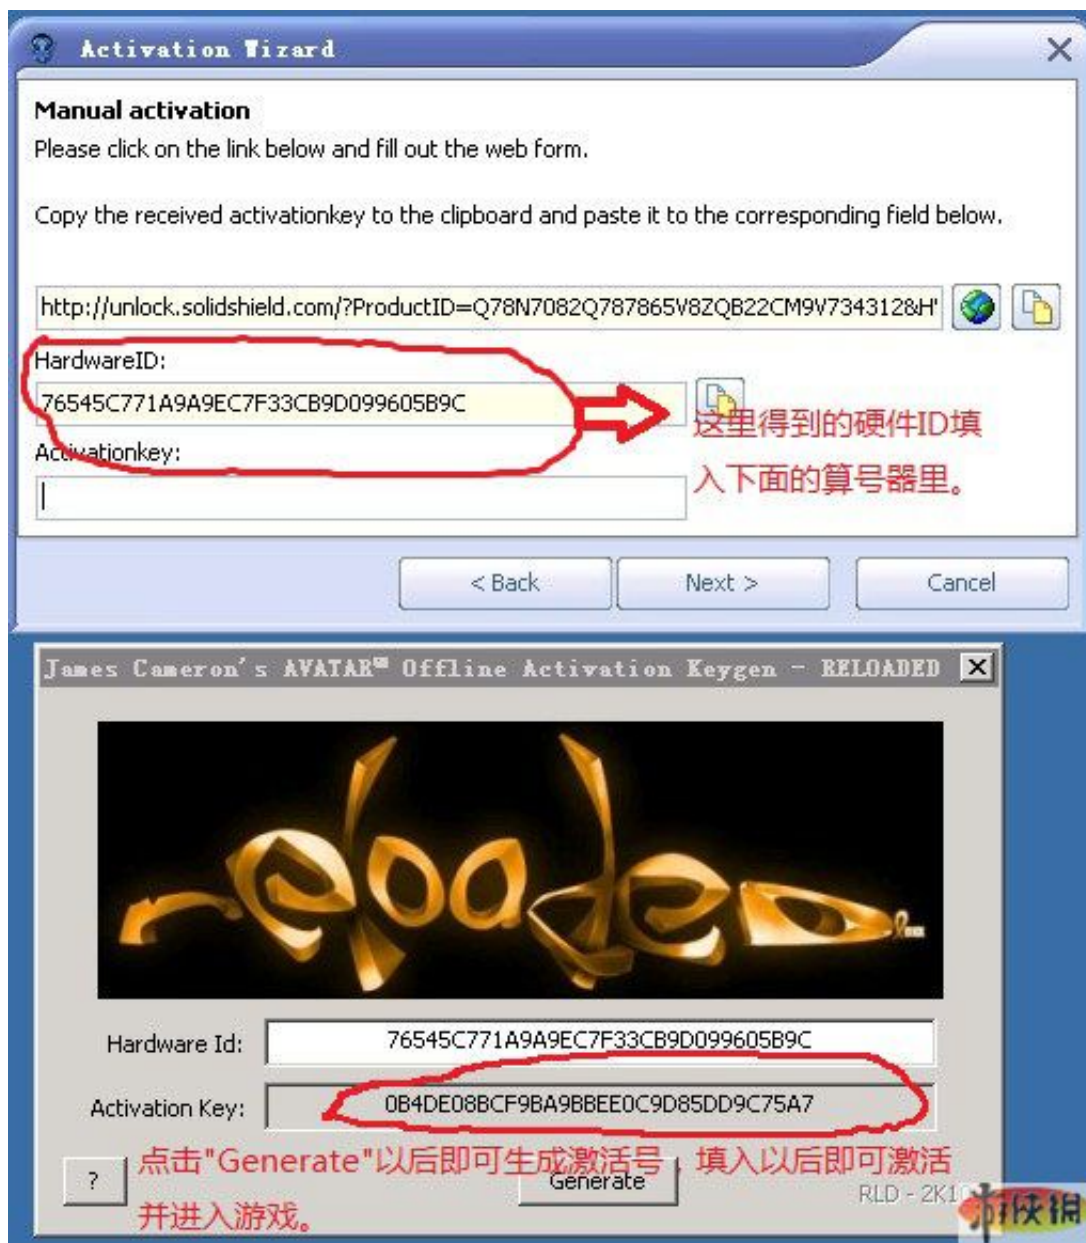 Activation Wizard
Manual activation
Please click on the link below and fill out the web form.
Copy the received activationkey to the clipboard and paste it to the corresponding field below.
http://unlock.solidshield.com/?ProductID=Q78N7082Q787865V8ZQB22CM9V734312&H
HardwareID:
76545C771A9A9EC7F33CB9D099605B9C
这里得到的硬件ID填
入下面的算号器里。
Activationkey:
< Back Next > Cancel
James Cameron's AVATAR™ Offline Activation Keygen - RELOADED
reloaded
Hardware Id: 76545C771A9A9EC7F33CB9D099605B9C
Activation Key: 0B4DE08BCF9BA9BBEE0C9D85DD9C75A7
点击"Generate"以后即可生成激活号，填入以后即可激活
并进入游戏。
? Generate
RLD - 2K1
游侠网